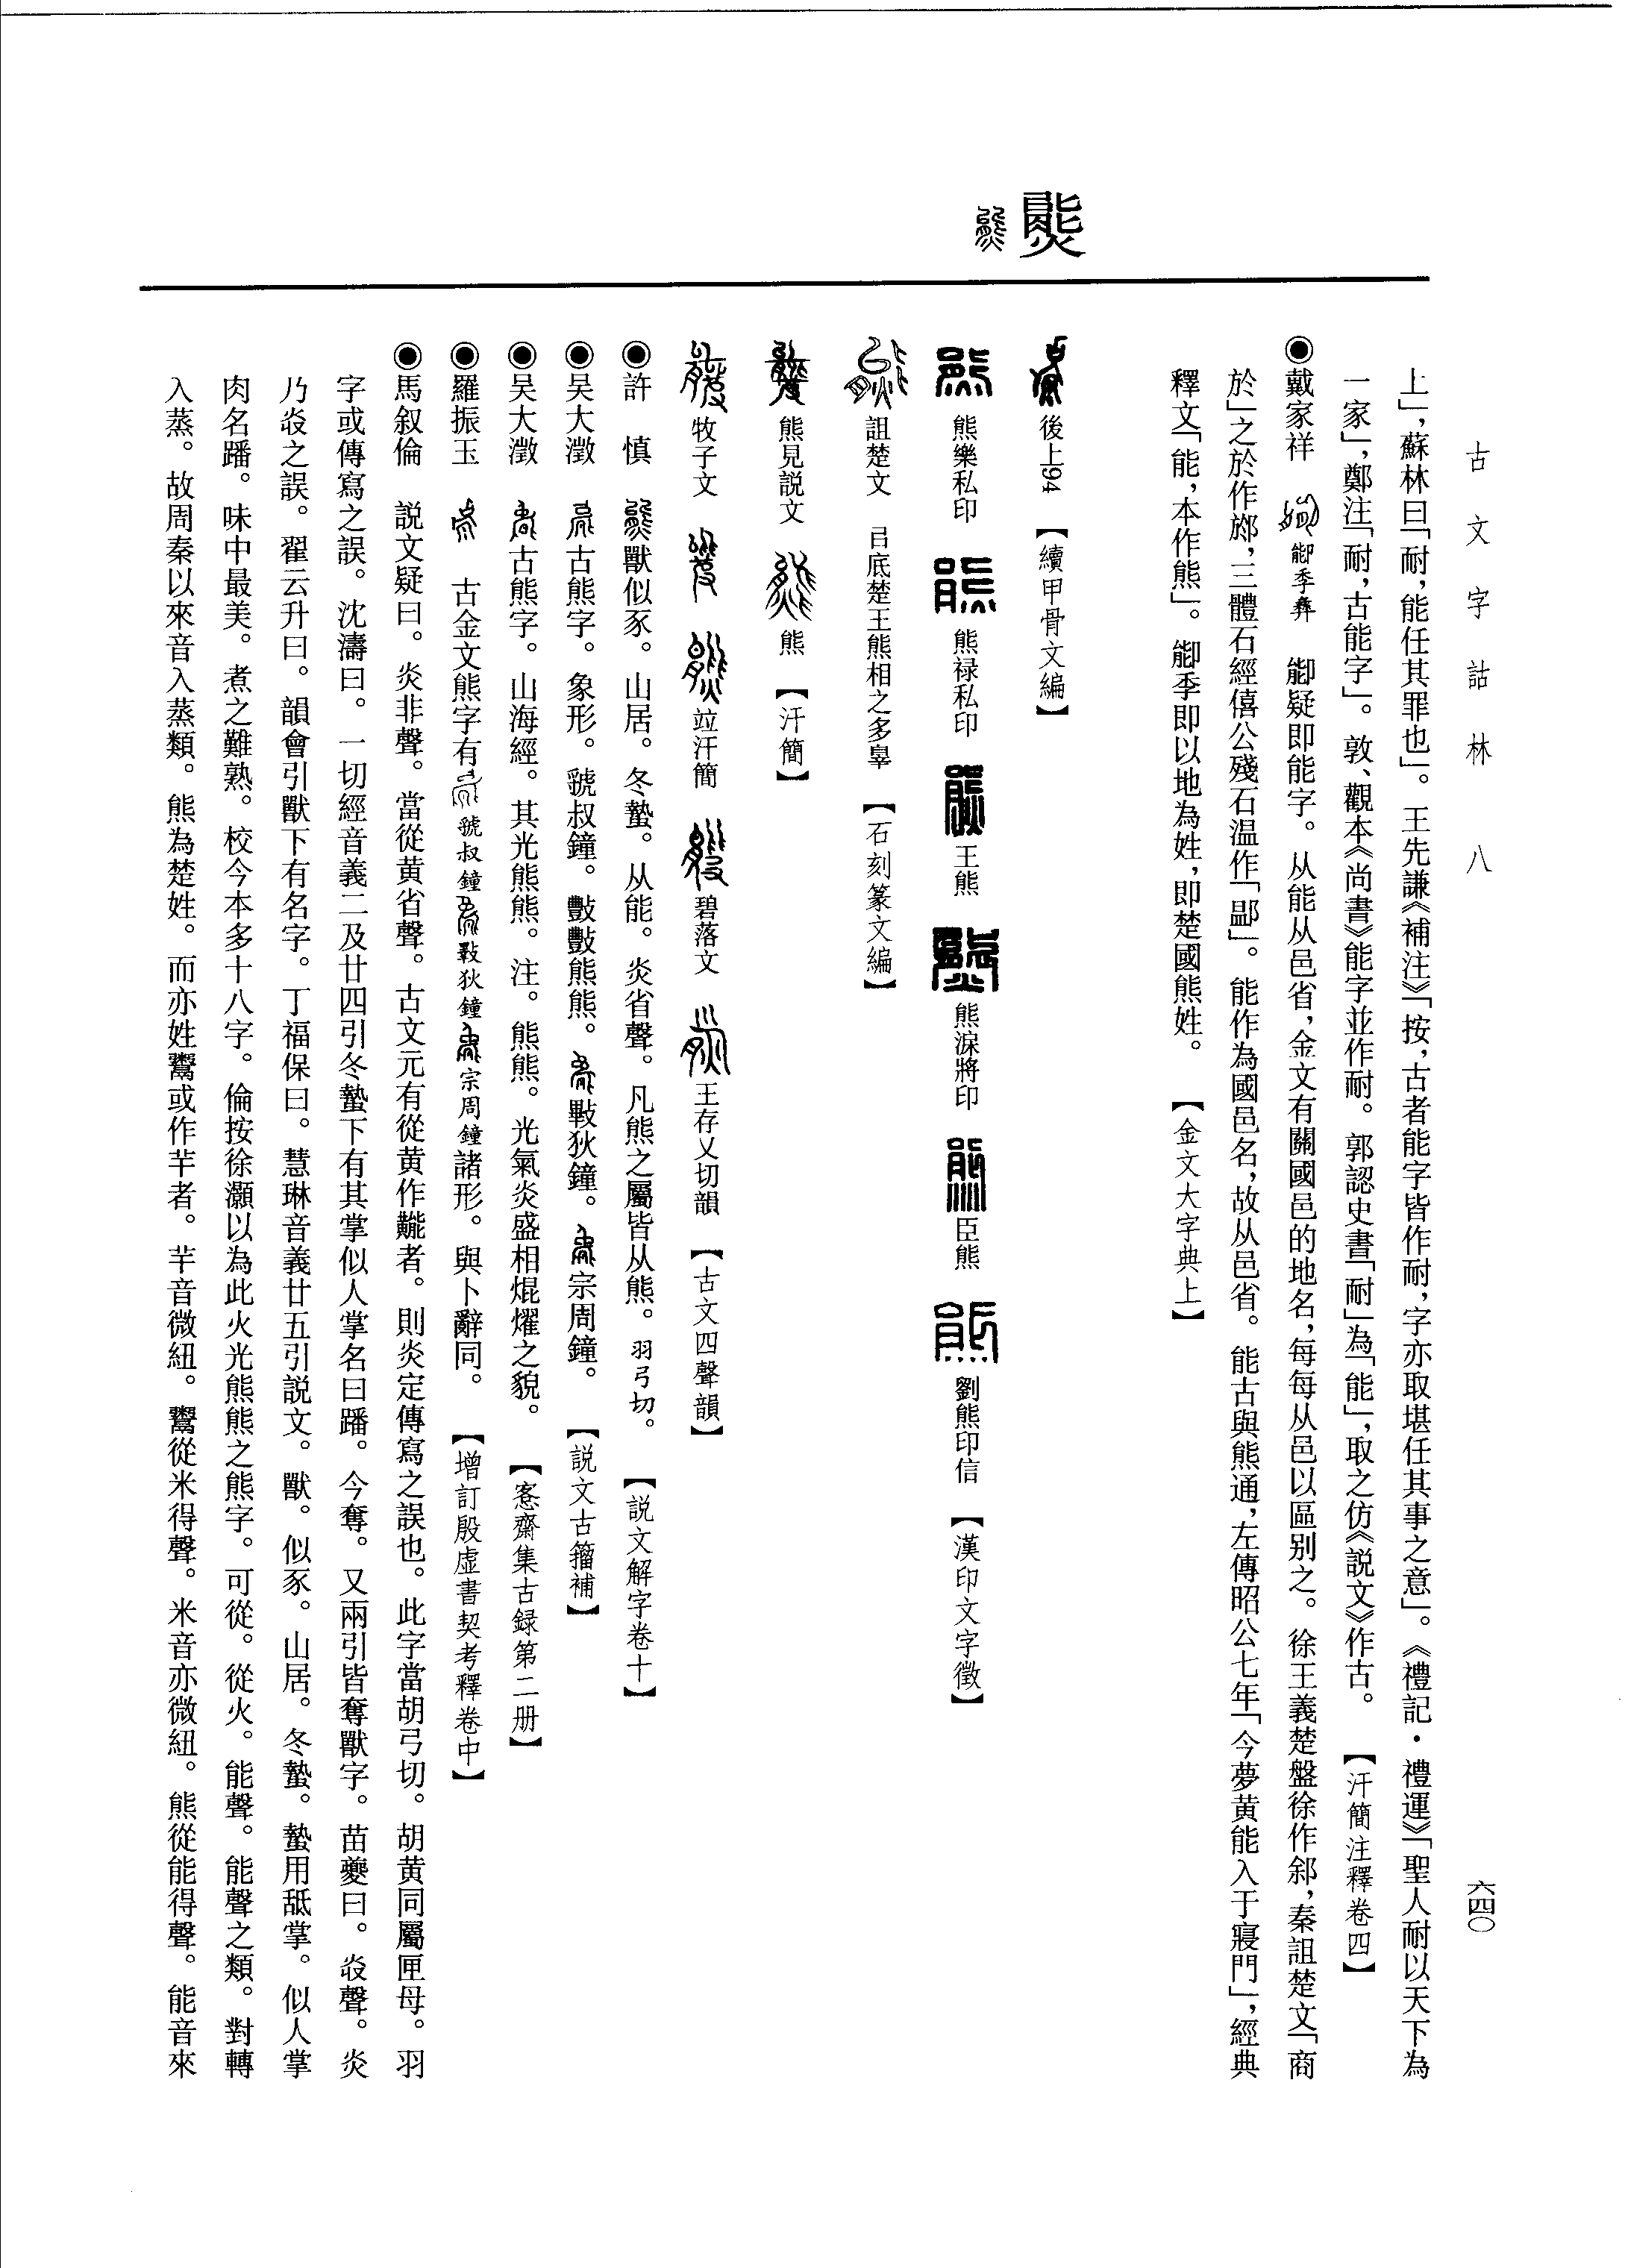 古文字詁林 八
六四〇
上」，蘇林曰「耐，能任其罪也」。王先謙《補注》「按，古者能字皆作耐，字亦取堪任其事之意」。《禮記·禮運》「聖人耐以天下為
一家」，鄭注「耐，古能字」。敦、觀本《尚書》能字並作耐。郭認史書「耐」為「能」，取之仿《説文》作古。 【汗簡注釋卷四】
◉戴家祥 季彝 疑即能字。从能从邑省，金文有關國邑的地名，每每从邑以區别之。徐王義楚盤徐作䣄，秦詛楚文「商
於」之於作，三體石經僖公殘石温作「」。能作為國邑名，故从邑省。能古與熊通，左傳昭公七年「今夢黄能入于寢門」，經典
釋文「能，本作熊」。季即以地為姓，即楚國熊姓。 【金文大字典上】
熊
後上94 【續甲骨文編】
熊樂私印 熊禄私印 王熊 熊淚將印 臣熊 劉熊印信 【漢印文字徵】
詛楚文 㠯底楚王熊相之多辠 【石刻篆文編】
熊見説文 熊 【汗簡】
牧子文 竝汗簡 碧落文 王存乂切韻 【古文四聲韻】
◉許 慎 獸似豕。山居。冬蟄。从能。炎省聲。凡熊之屬皆从熊。羽弓切。 【説文解字卷十】
◉吴大澂 古熊字。象形。虢叔鐘。熊熊。狄鐘。宗周鐘。 【説文古籀補】
◉吴大澂 古熊字。山海經。其光熊熊。注。熊熊。光氣炎盛相焜燿之貌。 【愙齋集古録第二册】
◉羅振玉 古金文熊字有虢叔鐘狄鐘宗周鐘諸形。與卜辭同。 【增訂殷虚書契考釋卷中】
◉馬叙倫 説文疑曰。炎非聲。當從黄省聲。古文元有從黄作者。則炎定傳寫之誤也。此字當胡弓切。胡黄同屬匣母。羽
字或傳寫之誤。沈濤曰。一切經音義二及廿四引冬蟄下有其掌似人掌名曰蹯。今奪。又兩引皆奪獸字。苗夔曰。㷋聲。炎
乃㷋之誤。翟云升曰。韻會引獸下有名字。丁福保曰。慧琳音義廿五引説文。獸。似豕。山居。冬蟄。蟄用舐掌。似人掌
肉名蹯。味中最美。煮之難熟。校今本多十八字。倫按徐灝以為此火光熊熊之熊字。可從。從火。能聲。能聲之類。對轉
入蒸。故周秦以來音入蒸類。熊為楚姓。而亦姓鬻或作芈者。芈音微紐。鬻從米得聲。米音亦微紐。熊從能得聲。能音來